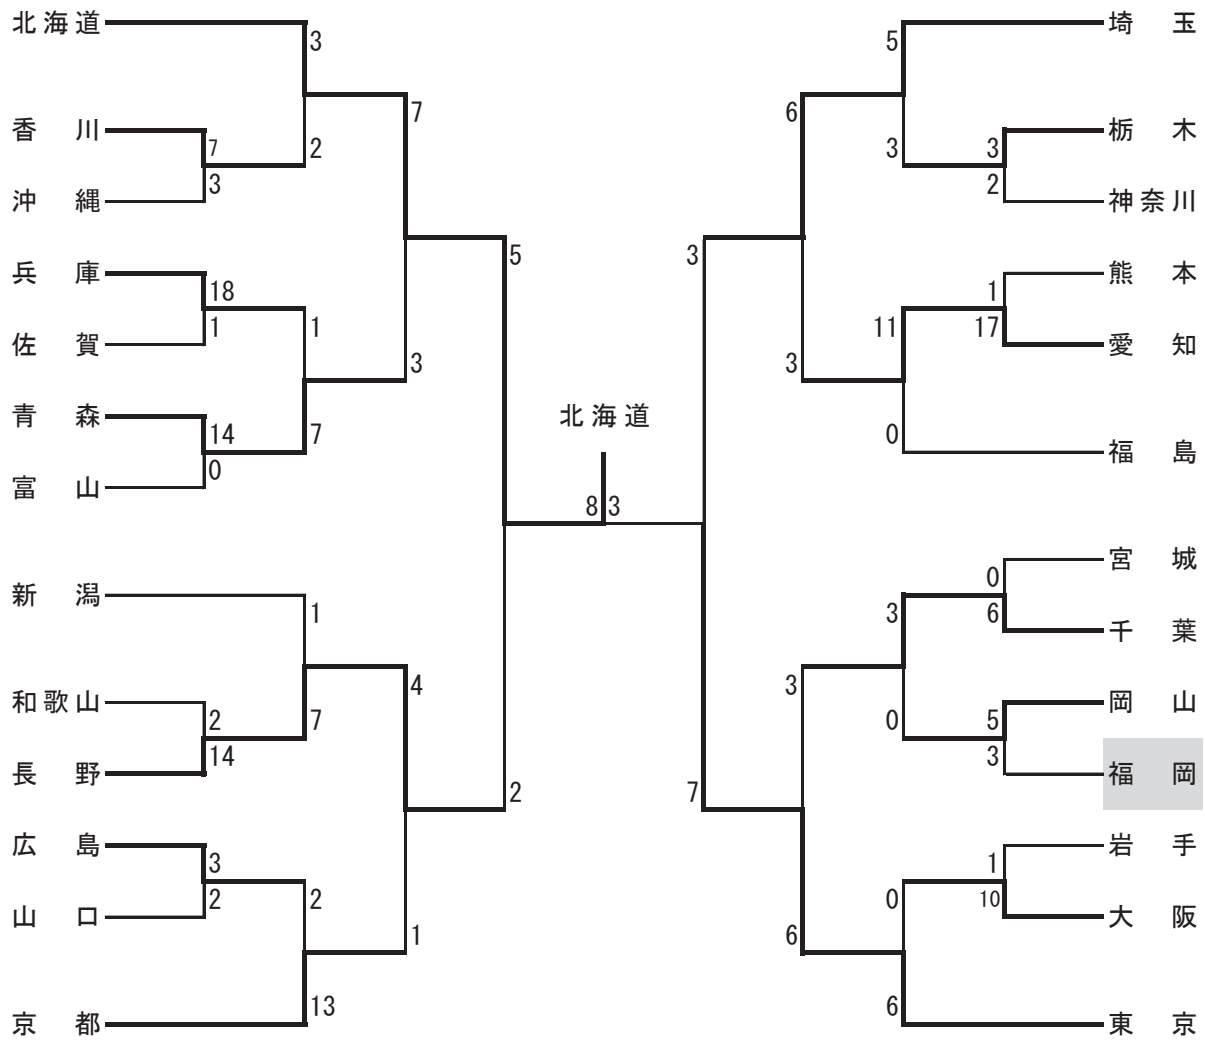 北海道
3
7
香川
7
2
3
沖縄
5
兵庫
18
1
1
佐賀
3
青森
14
7
0
富山
新潟
1
4
和歌山
2
7
14
長野
2
広島
3
2
2
山口
1
13
京都
北海道
8 3
埼玉
5
6
栃木
3
3
2
神奈川
3
熊本
1
11
17
愛知
3
0
福島
宮城
0
3
6
千葉
3
岡山
5
0
3
福岡
7
岩手
1
0
10
大阪
6
6
東京